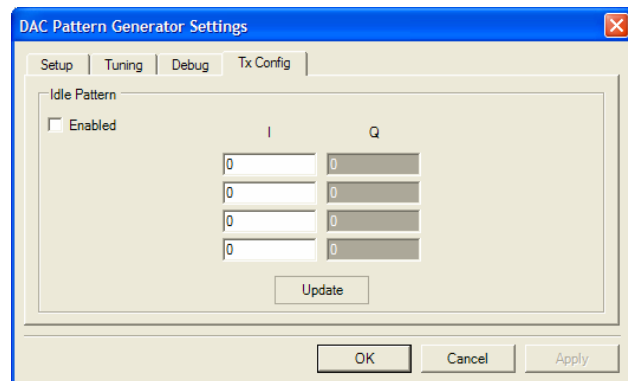 DAC Pattern Generator Settings
Setup Tuning Debug Tx Config
Idle Pattern
Enabled
I Q
0 0
0 0
0 0
0 0
Update
OK Cancel Apply